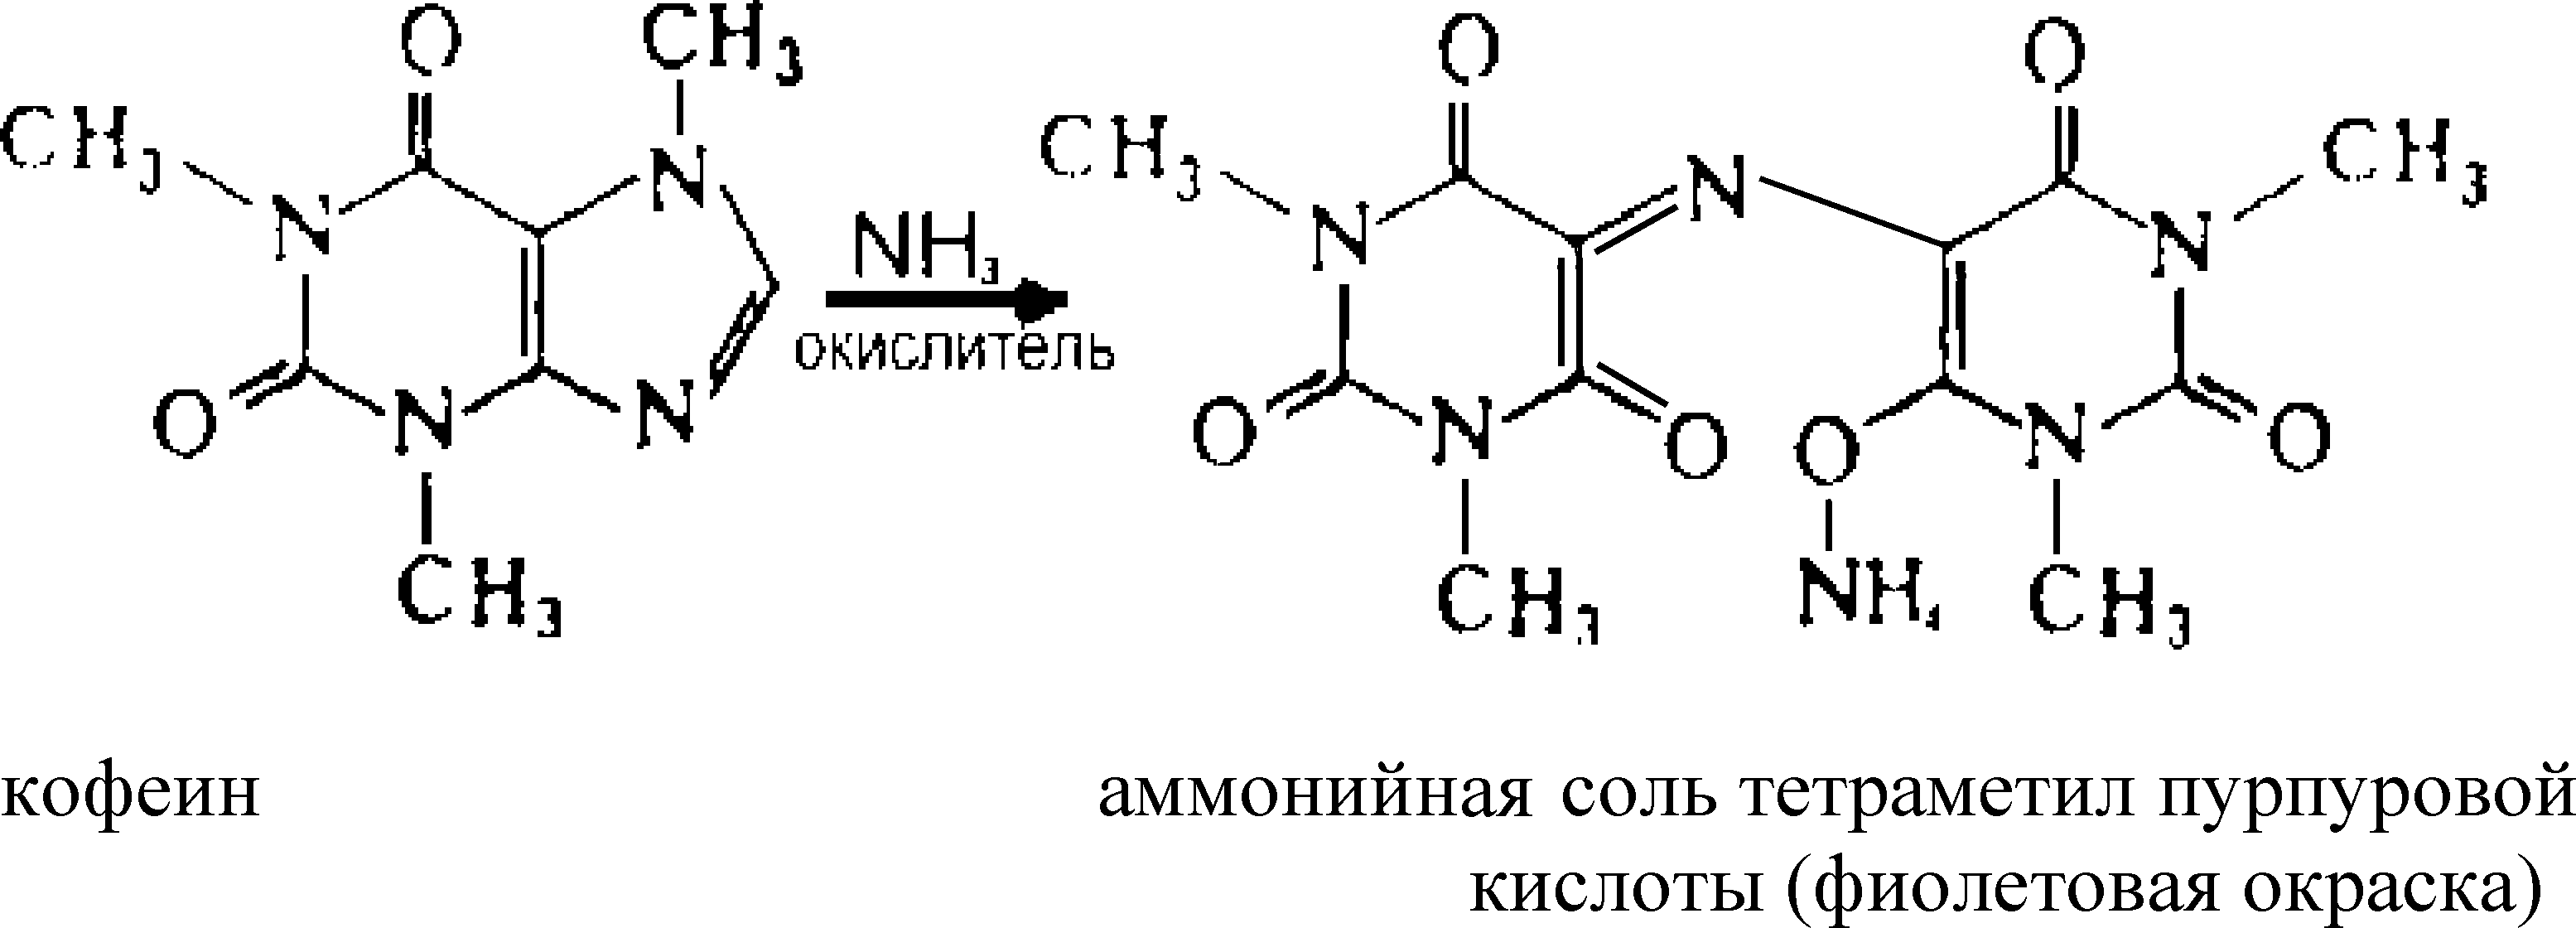 O CH₃ O O
CH₃ N CH₃ N CH₃
N NH₃ N N
окислитель
O N N O N O O N O
CH₃ CH₃ NH₄ CH₃
кофеин аммонийная соль тетраметил пурпуровой
кислоты (фиолетовая окраска)